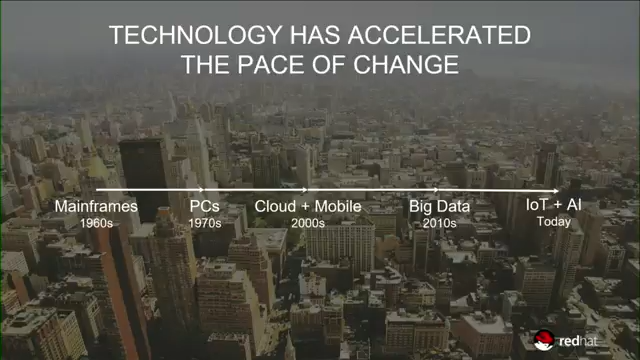 TECHNOLOGY HAS ACCELERATED
THE PACE OF CHANGE
Mainframes
1960s
PCs
1970s
Cloud + Mobile
2000s
Big Data
2010s
IoT + AI
Today
redhat